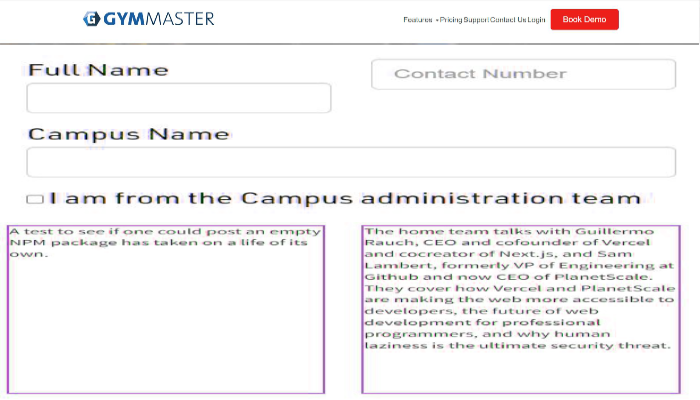 GYMMASTER
Features Pricing Support Contact Us Login Book Demo
Full Name
Contact Number
Campus Name
I am from the Campus administration team
A test to see if one could post an empty
NPM package has taken on a life of its
own.
The home team talks with Guillermo
Rauch, CEO and cofounder of Vercel
and cocreator of Next.js, and Sam
Lambert, formerly VP of Engineering at
Github and now CEO of PlanetScale.
They cover how Vercel and PlanetScale
are making the web more accessible to
developers, the future of web
development for professional
programmers, and why human
laziness is the ultimate security threat.